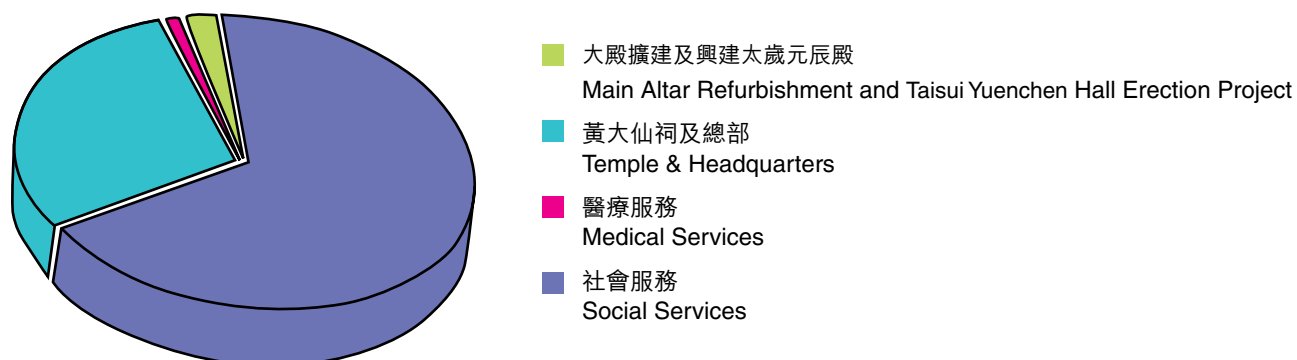 大殿擴建及興建太歲元辰殿
Main Altar Refurbishment and Taisui Yuenchen Hall Erection Project
黃大仙祠及總部
Temple & Headquarters
醫療服務
Medical Services
社會服務
Social Services